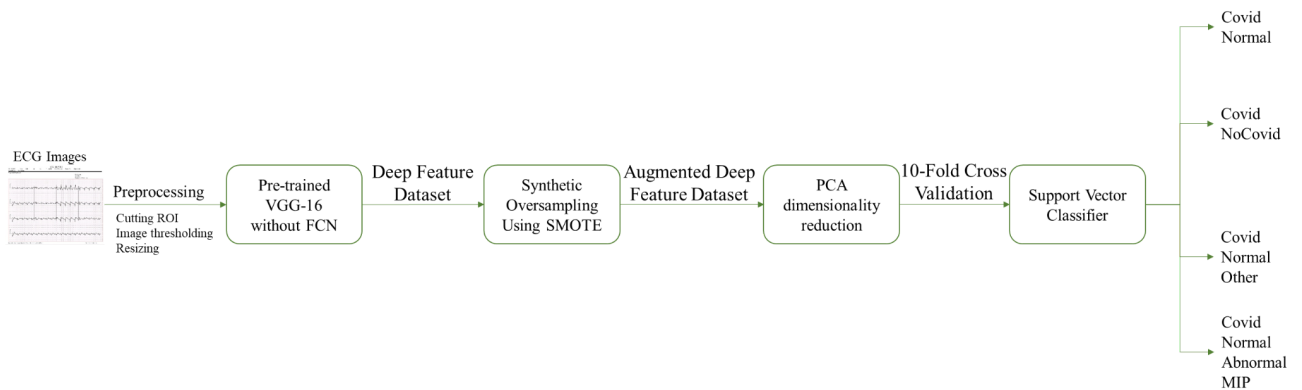 ECG Images
Preprocessing
Cutting ROI
Image thresholding
Resizing
Pre-trained
VGG-16
without FCN
Deep Feature
Dataset
Synthetic
Oversampling
Using SMOTE
Augmented Deep
Feature Dataset
PCA
dimensionality
reduction
10-Fold Cross
Validation
Support Vector
Classifier
Covid
Normal
Covid
NoCovid
Covid
Normal
Other
Covid
Normal
Abnormal
MIP